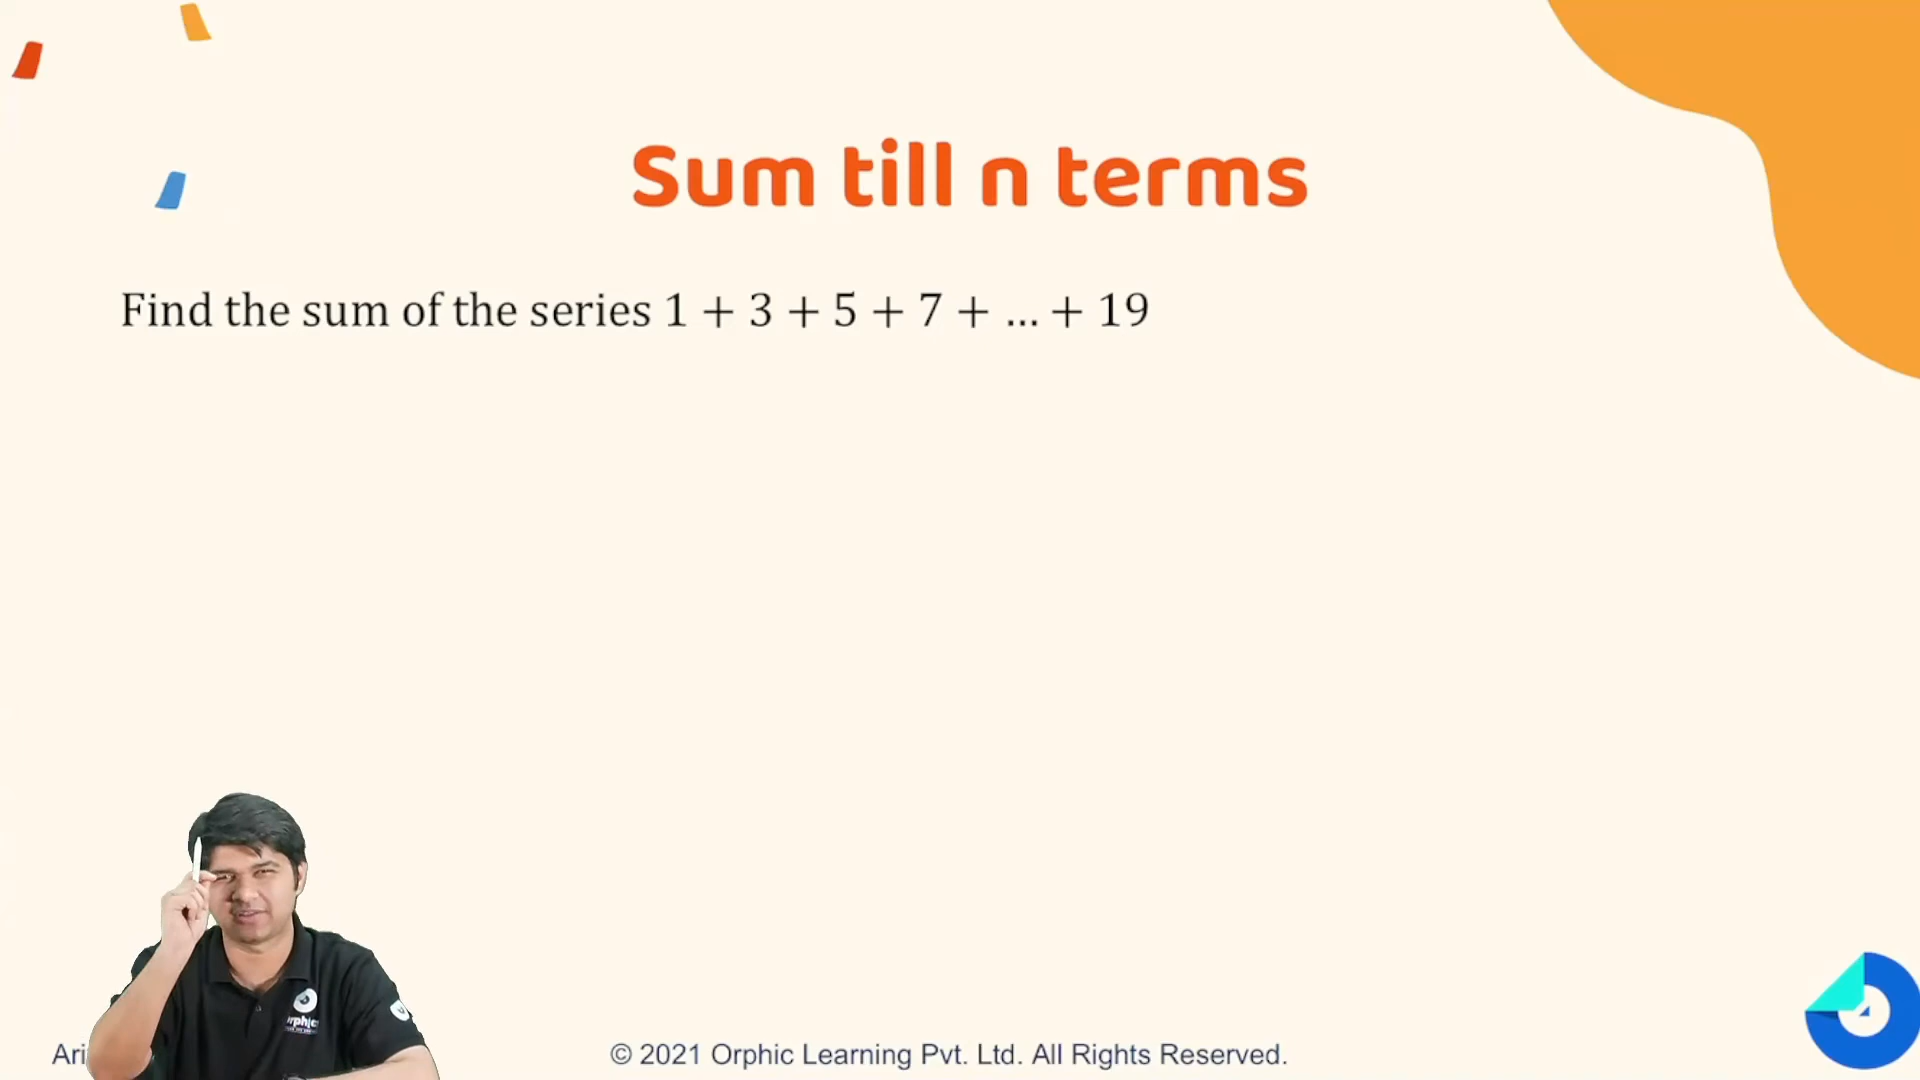 Sum till n terms
Find the sum of the series 1 + 3 + 5 + 7 + ... + 19
© 2021 Orphic Learning Pvt. Ltd. All Rights Reserved.